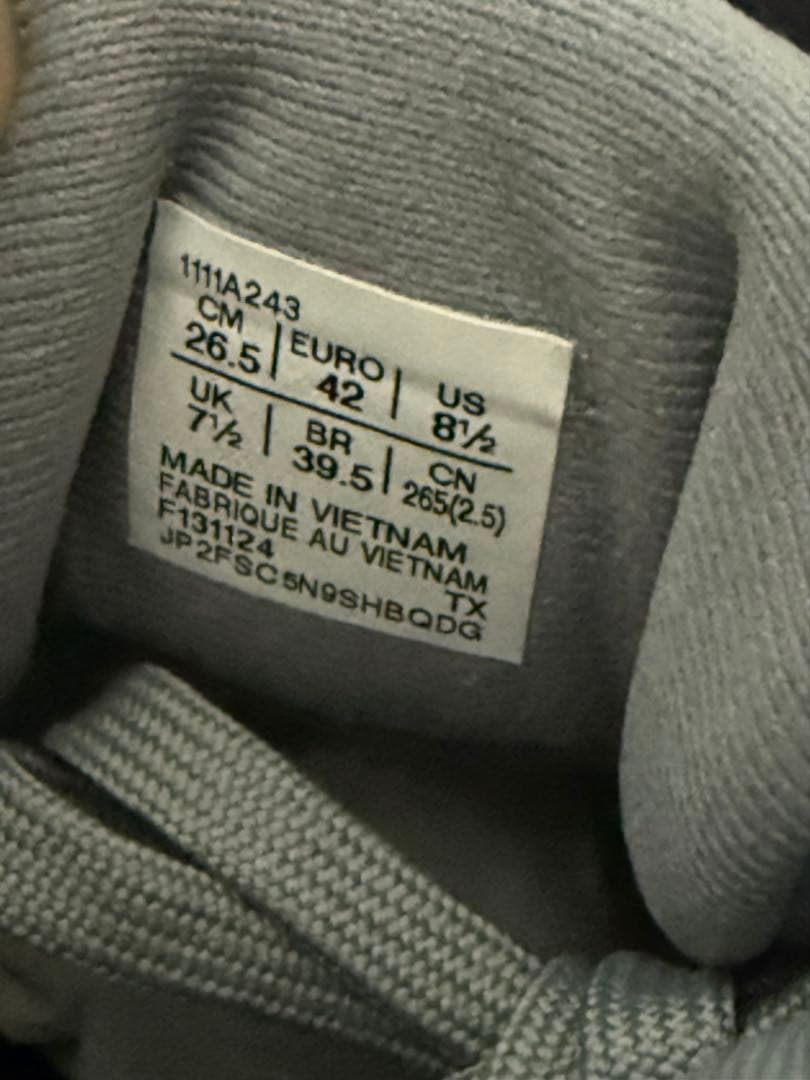 1111A243
CM | EURO | US
26.5 | 42 | 8½
UK | BR | CN
7½ | 39.5 | 265(2.5)
MADE IN VIETNAM
FABRIQUE AU VIETNAM
F131124 TX
JP2FSC5N9SHBQDG